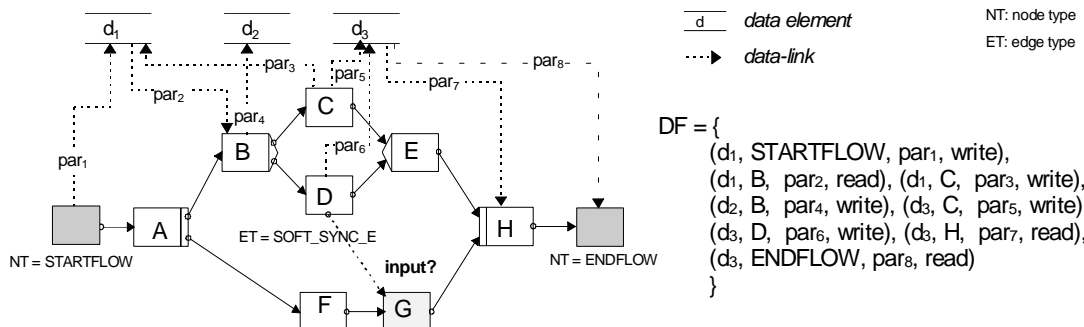 d1
d2
d3
d data element
data-link
NT: node type
ET: edge type
par3
par5
par8
par2
par7
C
par4
B
par6
E
par1
D
A
H
ET = SOFT_SYNC_E
input?
NT = STARTFLOW
NT = ENDFLOW
F
G
DF = {
(d1, STARTFLOW, par1, write),
(d1, B, par2, read), (d1, C, par3, write),
(d2, B, par4, write), (d3, C, par5, write)
(d3, D, par6, write), (d3, H, par7, read),
(d3, ENDFLOW, par8, read)
}